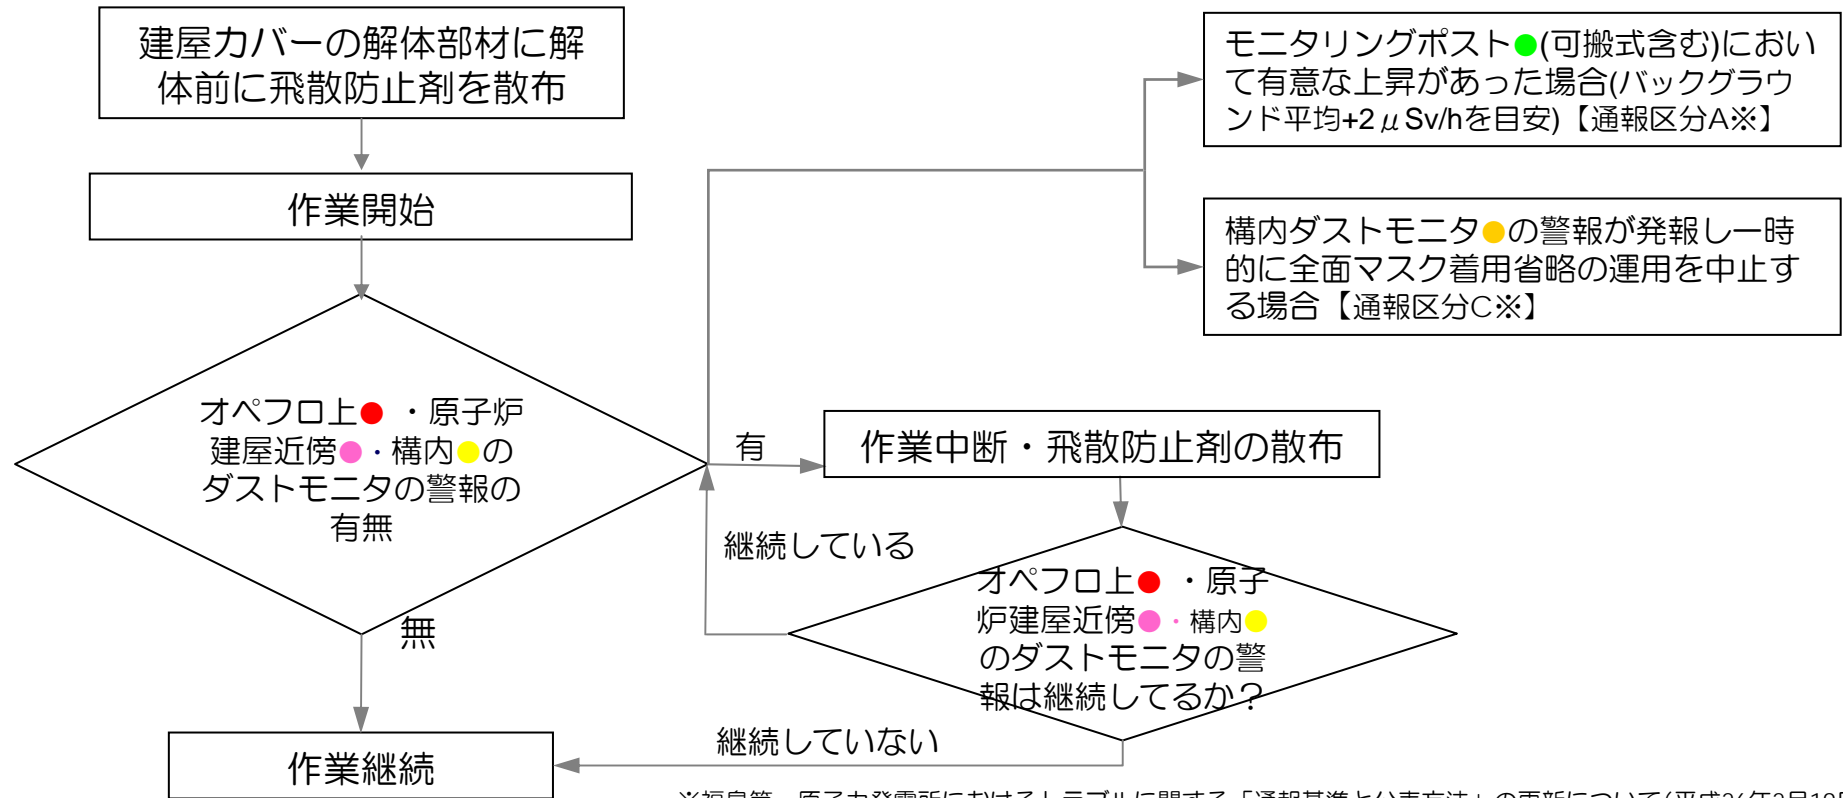 建屋カバーの解体部材に解
体前に飛散防止剤を散布
作業開始
オペフロ上● ・原子炉
建屋近傍●・構内●の
ダストモニタの警報の
有無
無
作業継続
有
作業中断・飛散防止剤の散布
継続している
オペフロ上● ・原子
炉建屋近傍●・構内●
のダストモニタの警
報は継続してるか？
継続していない
モニタリングポスト●(可搬式含む)におい
て有意な上昇があった場合(バックグラウ
ンド平均+2μSv/hを目安)【通報区分A※】
構内ダストモニタ●の警報が発報し一時
的に全面マスク着用省略の運用を中止す
る場合【通報区分C※】